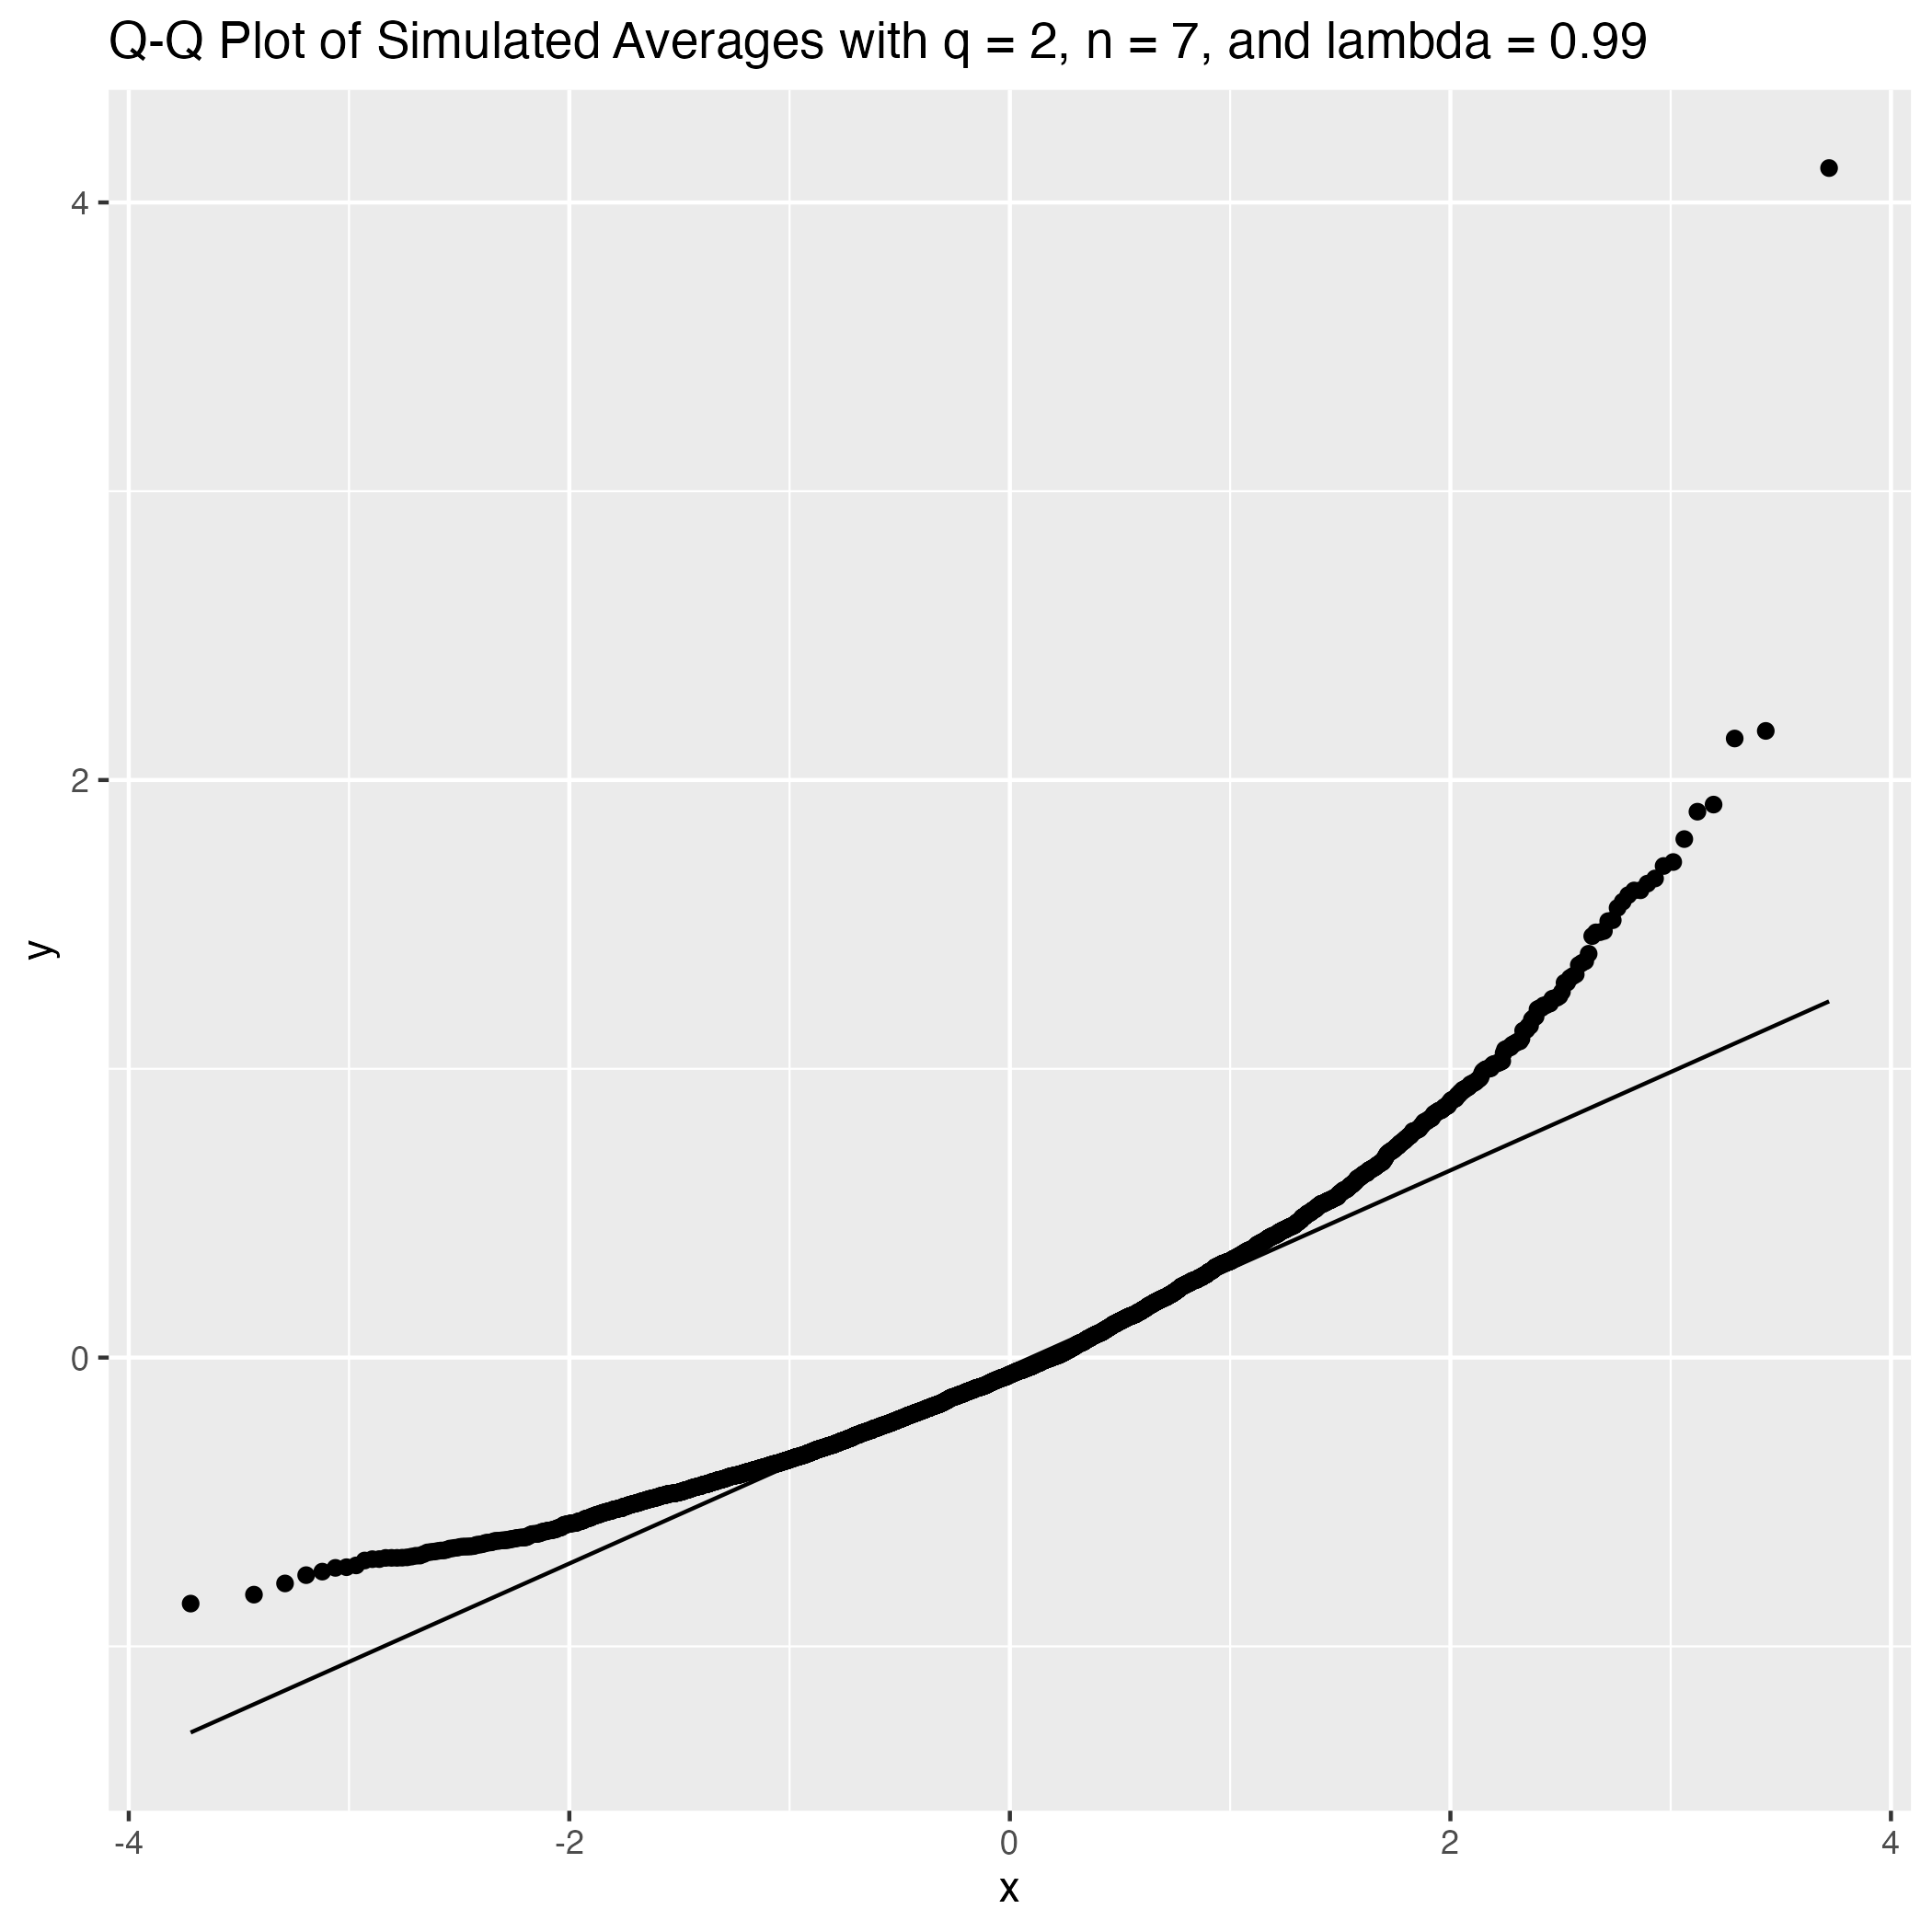 Q-Q Plot of Simulated Averages with q = 2, n = 7, and lambda = 0.99
4
2
0
y
-4 -2 0 2 4
x